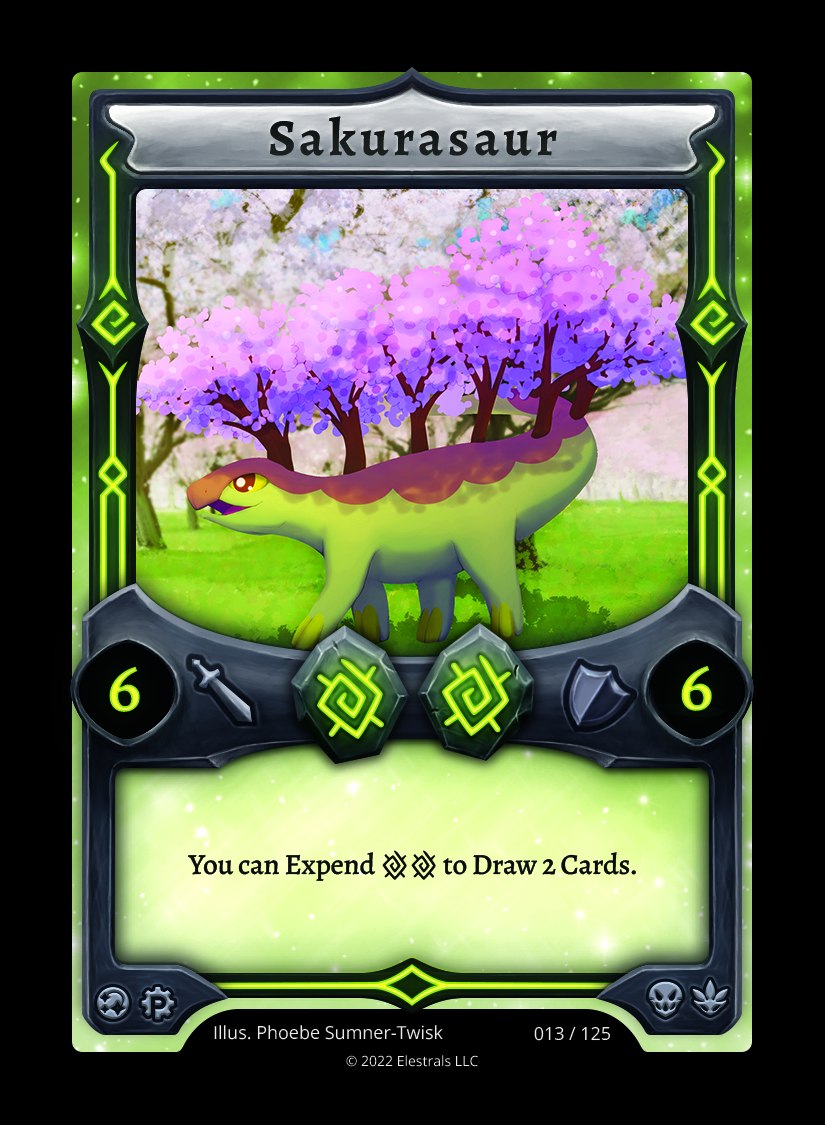 Sakurasaur
6 6
You can Expend to Draw 2 Cards.
P
Illus. Phoebe Sumner-Twisk 013 / 125
© 2022 Elestrals LLC